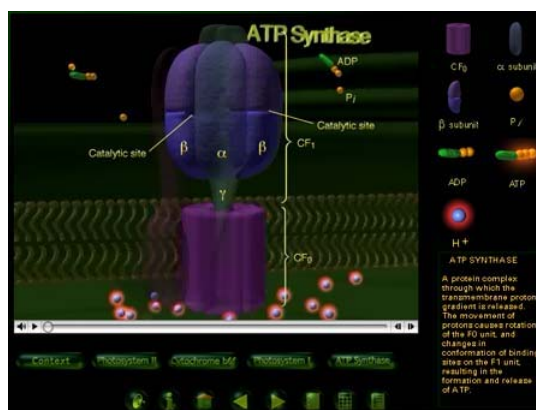 ATP Synthase
ADP
Pi
Catalytic site
Catalytic site
β
α
β
CF1
γ
CF0
CF0
α subunit
β subunit
Pi
ADP
ATP
H+
ATP SYNTHASE
A protein complex
through which the
transmembrane proton
gradient is released.
The movement of
protons causes rotation
of the F0 unit, and
changes in
conformation of binding
sites on the F1 unit,
resulting in the
formation and release
of ATP.
Context
Photosystem II
Cytochrome b6f
Photosystem I
ATP Synthase